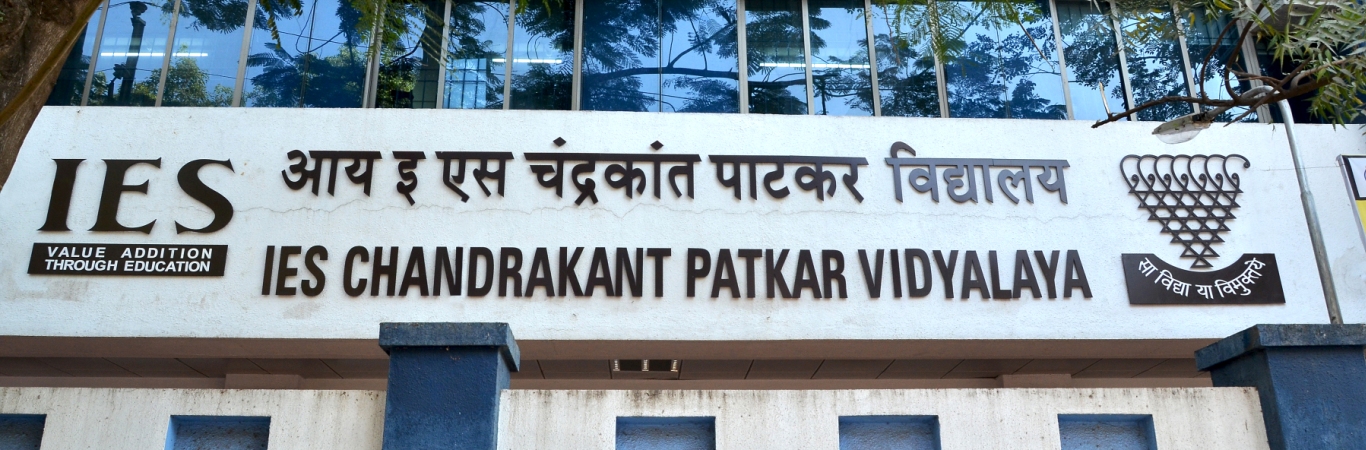 IES
VALUE ADDITION
THROUGH EDUCATION
आय इ एस चंद्रकांत पाटकर विद्यालय
IES CHANDRAKANT PATKAR VIDYALAYA
सा विद्या या विमुक्तये